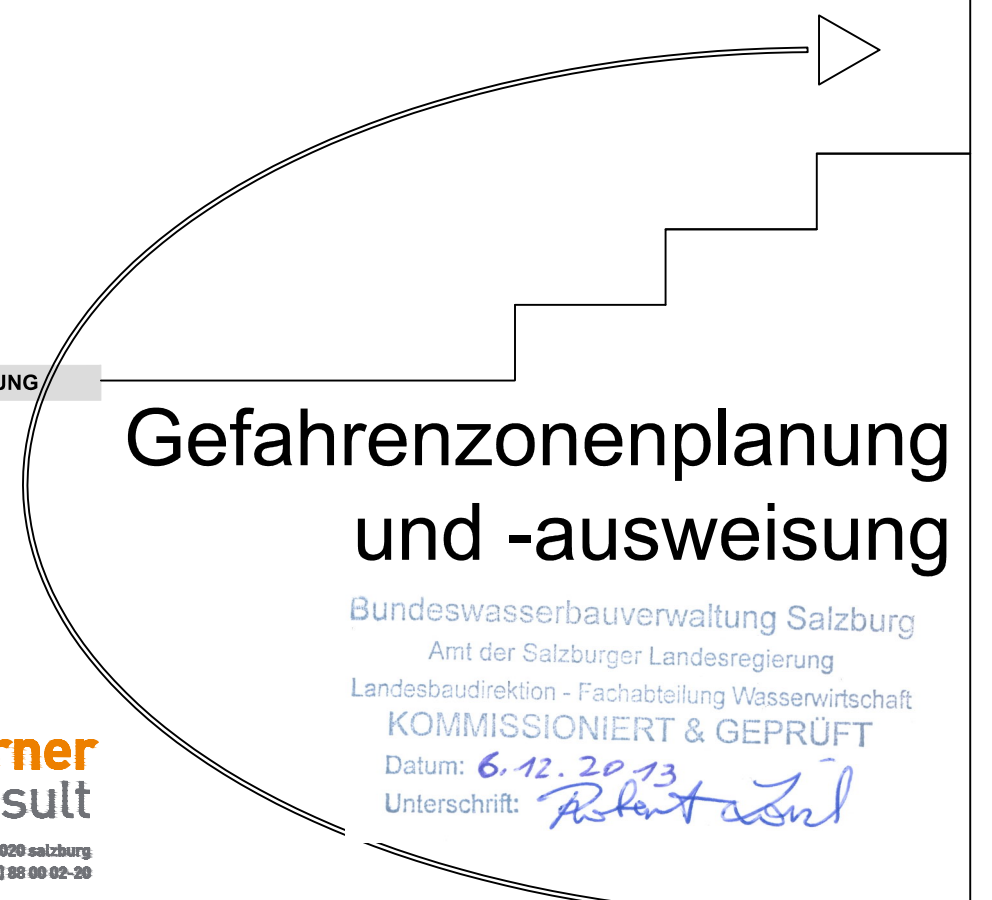 UNG
Gefahrenzonenplanung
und -ausweisung
Bundeswasserbauverwaltung Salzburg
Amt der Salzburger Landesregierung
Landesbaudirektion - Fachabteilung Wasserwirtschaft
KOMMISSIONIERT & GEPRÜFT
Datum: 6.12.2013
Unterschrift: Robert
rner
sult
020 salzburg
88 00 02-20